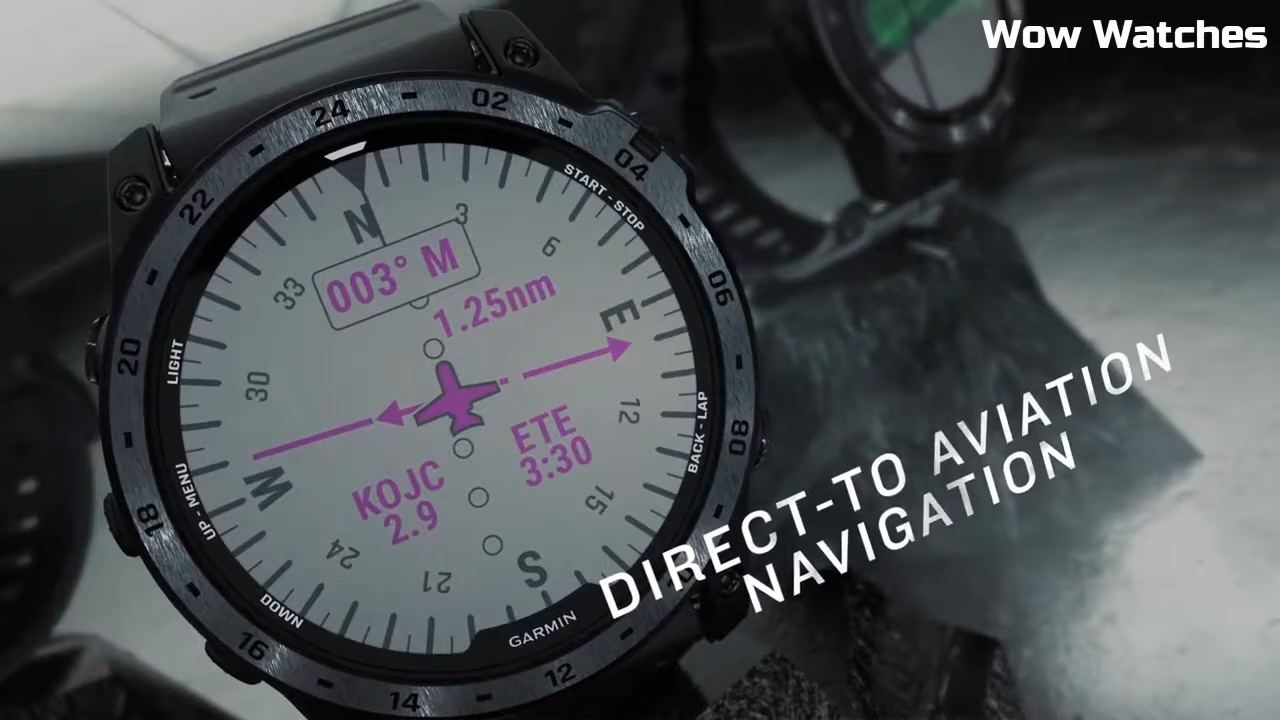 Wow Watches
24
02
04
22
START - STOP
N
3
6
33
003° M
1.25nm
06
E
20
LIGHT
30
12
BACK - LAP
08
ETE
3:30
W
UP - MENU
KOJC
2.9
15
18
24
21
S
DOWN
GARMIN
16
14
12
DIRECT-TO AVIATION
NAVIGATION